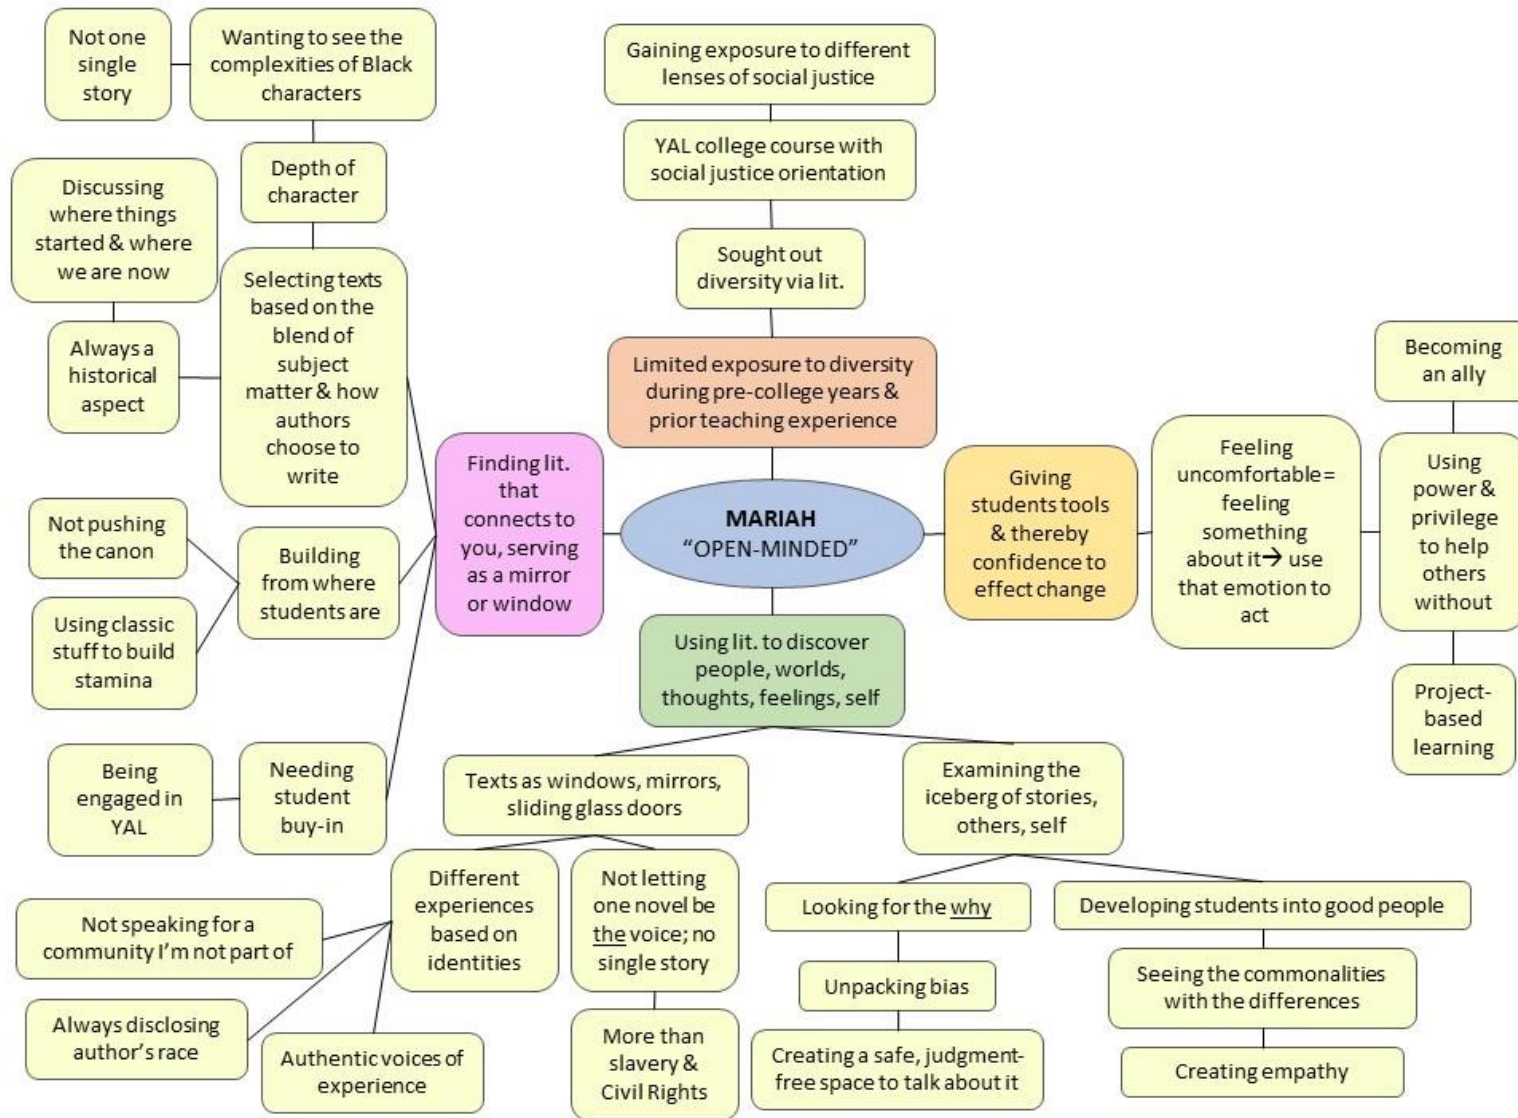 Not one
single
story
Wanting to see the
complexities of Black
characters
Depth of
character
Discussing
where things
started & where
we are now
Always a
historical
aspect
Selecting texts
based on the
blend of
subject
matter & how
authors
choose to
write
Not pushing
the canon
Using classic
stuff to build
stamina
Building
from where
students are
Being
engaged in
YAL
Needing
student
buy-in
Finding lit.
that
connects to
you, serving
as a mirror
or window
Gaining exposure to different
lenses of social justice
YAL college course with
social justice orientation
Sought out
diversity via lit.
Limited exposure to diversity
during pre-college years &
prior teaching experience
MARIAH
“OPEN-MINDED”
Giving
students tools
& thereby
confidence to
effect change
Feeling
uncomfortable=
feeling
something
about it→ use
that emotion to
act
Becoming
an ally
Using
power &
privilege
to help
others
without
Project-
based
learning
Using lit. to discover
people, worlds,
thoughts, feelings, self
Texts as windows, mirrors,
sliding glass doors
Different
experiences
based on
identities
Not speaking for a
community I’m not part of
Always disclosing
author’s race
Authentic voices of
experience
Not letting
one novel be
the voice; no
single story
More than
slavery &
Civil Rights
Examining the
iceberg of stories,
others, self
Looking for the why
Unpacking bias
Creating a safe, judgment-
free space to talk about it
Developing students into good people
Seeing the commonalities
with the differences
Creating empathy